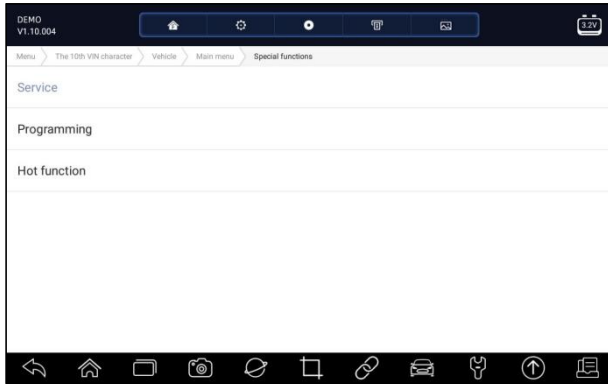 DEMO
V1.10.004
3.2V
Menu The 10th VIN character Vehicle Main menu Special functions
Service
Programming
Hot function